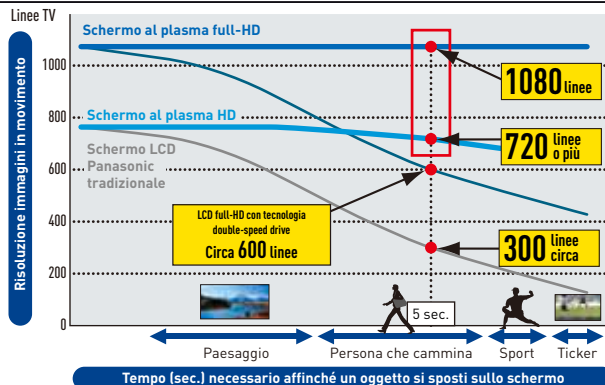 Linee TV
Risoluzione immagini in movimento
Schermo al plasma full-HD
1000
1080 linee
800
Schermo al plasma HD
720 linee
o più
Schermo LCD
Panasonic
tradizionale
600
LCD full-HD con tecnologia
double-speed drive
Circa 600 linee
400
300 linee
circa
200
0
5 sec.
Paesaggio
Persona che cammina
Sport
Ticker
Tempo (sec.) necessario affinché un oggetto si sposti sullo schermo